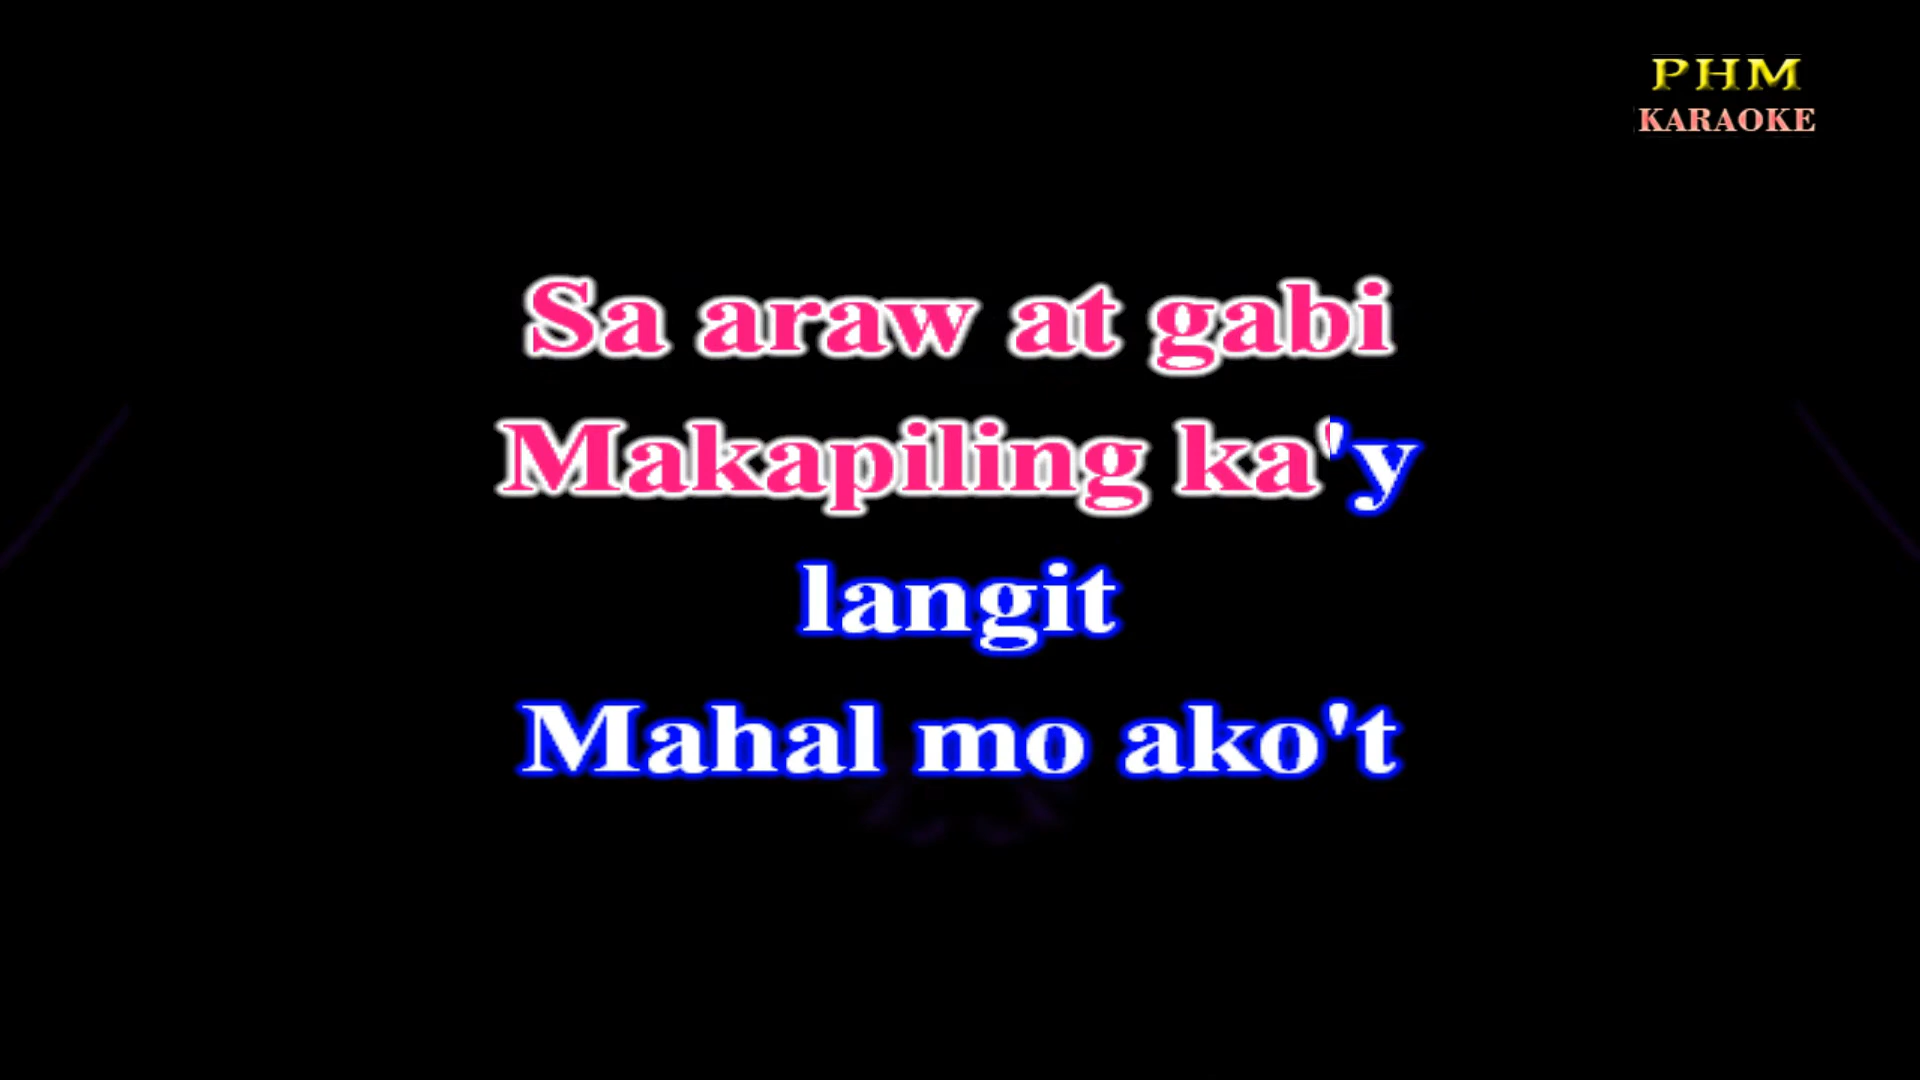 PHM
KARAOKE
Sa araw at gabi
Makapiling ka'y
langit
Mahal mo ako't